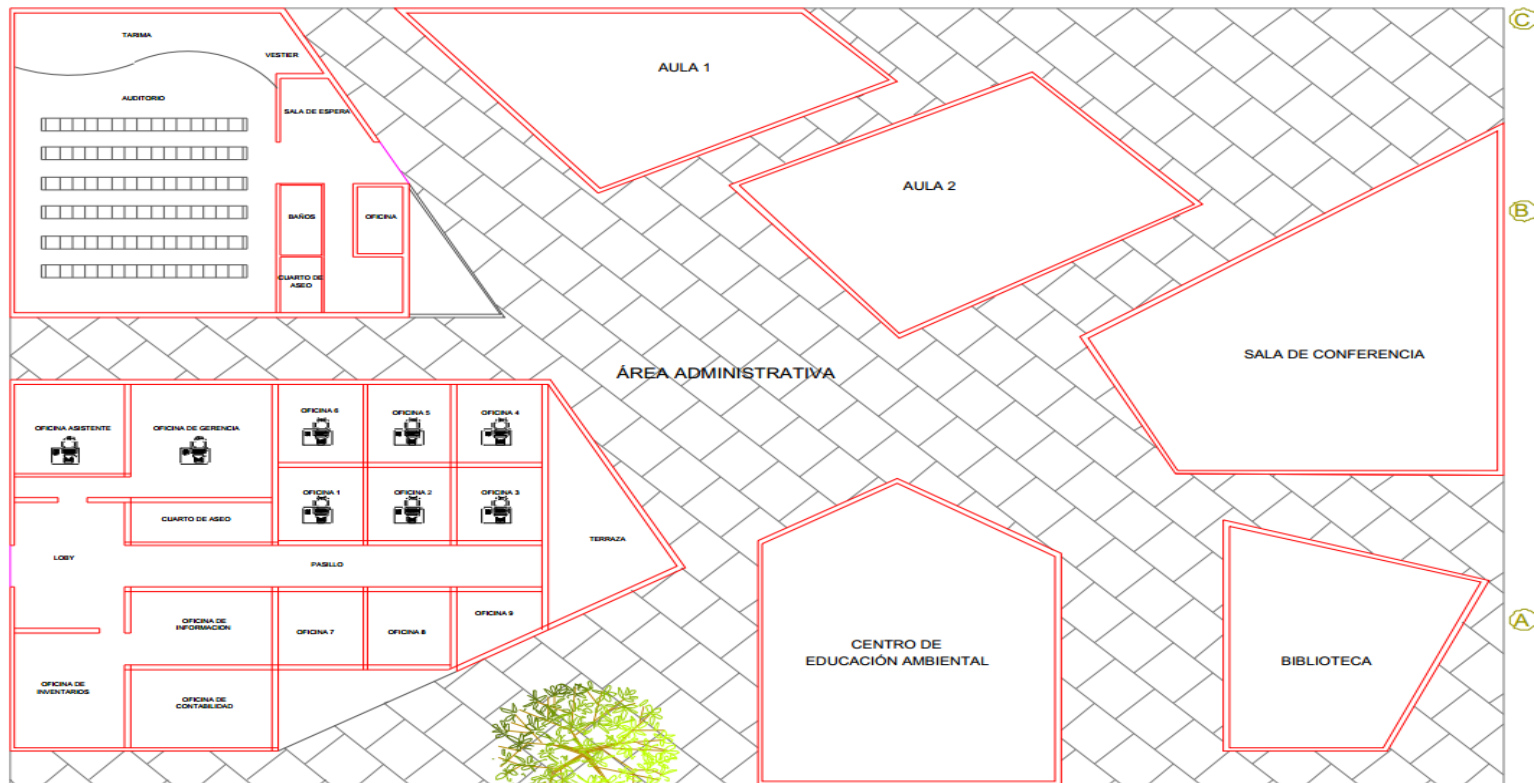 TARIMA
VESTIER
AUDITORIO
SALA DE ESPERA
BAÑOS
OFICINA
CUARTO DE
ASEO
AULA 1
AULA 2
C
B
SALA DE CONFERENCIA
ÁREA ADMINISTRATIVA
OFICINA ASISTENTE
OFICINA DE GERENCIA
OFICINA 6
OFICINA 5
OFICINA 4
OFICINA 1
OFICINA 2
OFICINA 3
CUARTO DE ASEO
LOBY
PASILLO
TERRAZA
OFICINA DE
INFORMACION
OFICINA 7
OFICINA 8
OFICINA 9
OFICINA DE
INVENTARIOS
OFICINA DE
CONTABILIDAD
CENTRO DE
EDUCACIÓN AMBIENTAL
BIBLIOTECA
A